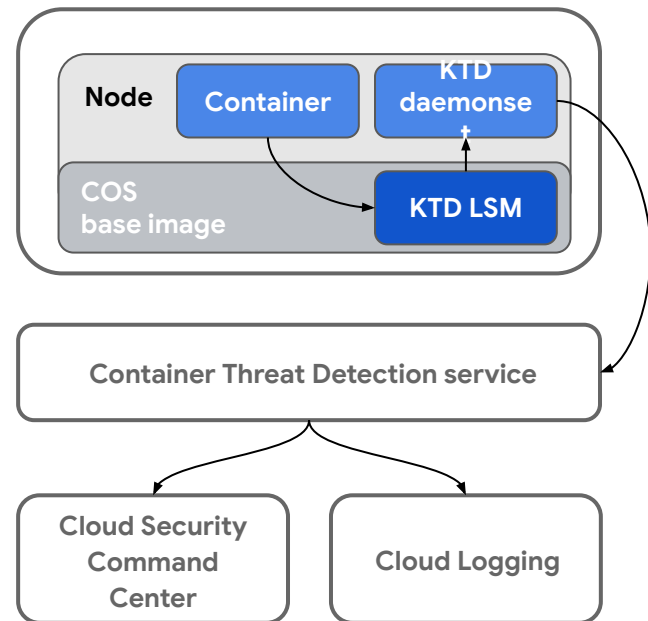 Node
Container
KTD
daemonse
t
COS
base image
KTD LSM
Container Threat Detection service
Cloud Security
Command
Center
Cloud Logging